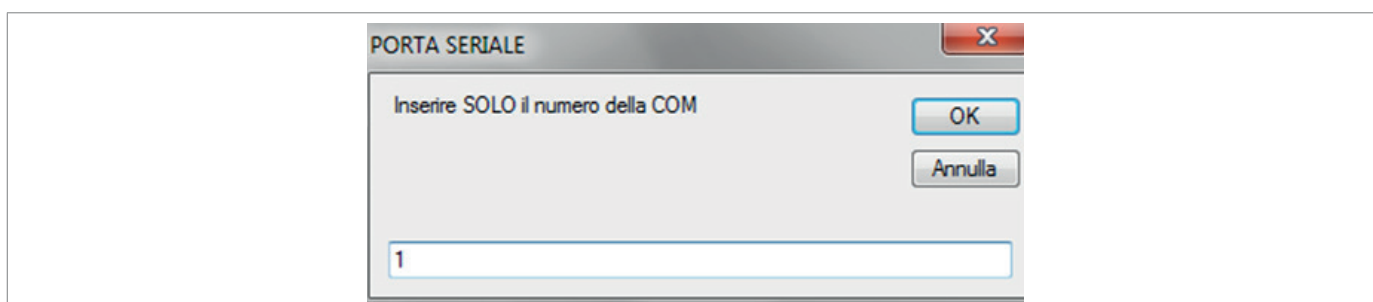 PORTA SERIALE
Inserire SOLO il numero della COM
OK
Annulla
1